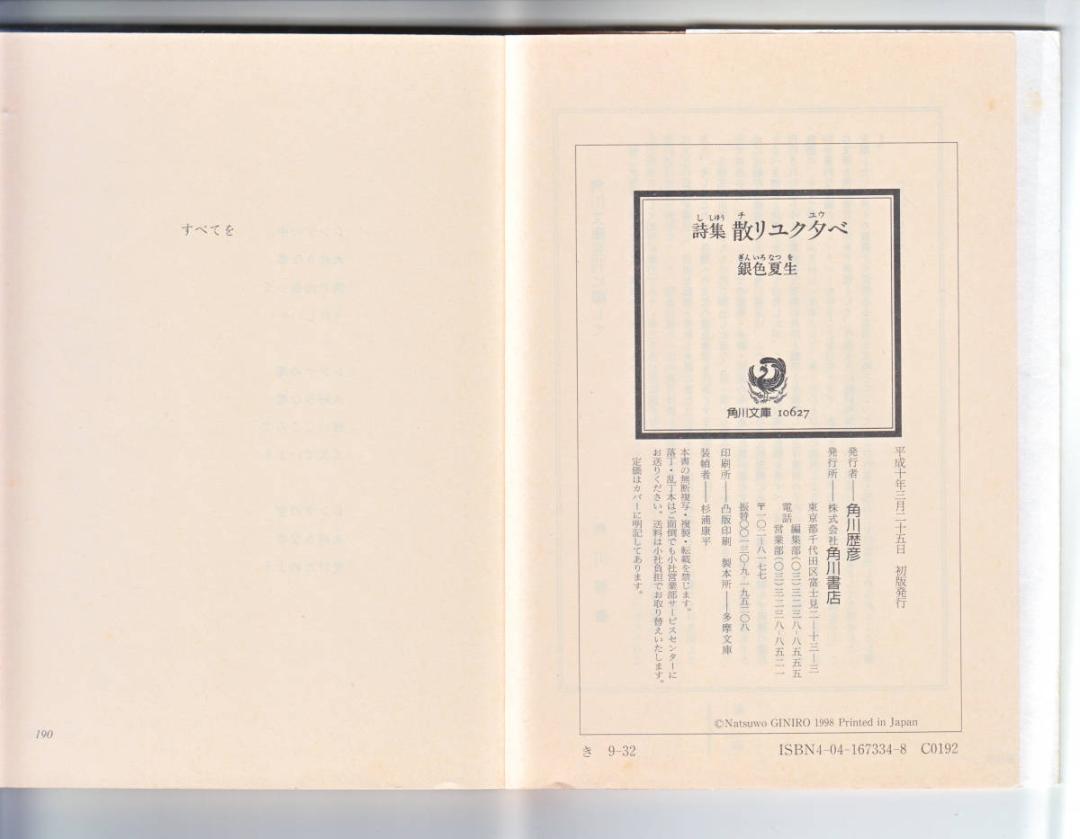 すべてを
190
詩集 散リユク夕ベ
銀色夏生
角川文庫 10627
平成十年三月二十五日 初版発行
発行者――角川歴彦
発行所――株式会社角川書店
東京都千代田区富士見二―十三―三
電話 編集部(〇三)三二三八-八五五五
営業部(〇三)三二三八-八五二一
〒一〇二-八一七七
振替〇〇一三〇-九-一九五二〇八
印刷所――凸版印刷 製本所――多摩文庫
装幀者――杉浦康平
本書の無断複写・複製・転載を禁じます。
落丁・乱丁本はご面倒でも小社営業部サービスセンターに
お送りください。送料は小社負担でお取り替えいたします。
定価はカバーに明記してあります。
©Natsuwo GINIRO 1998 Printed in Japan
き 9-32
ISBN4-04-167334-8 C0192